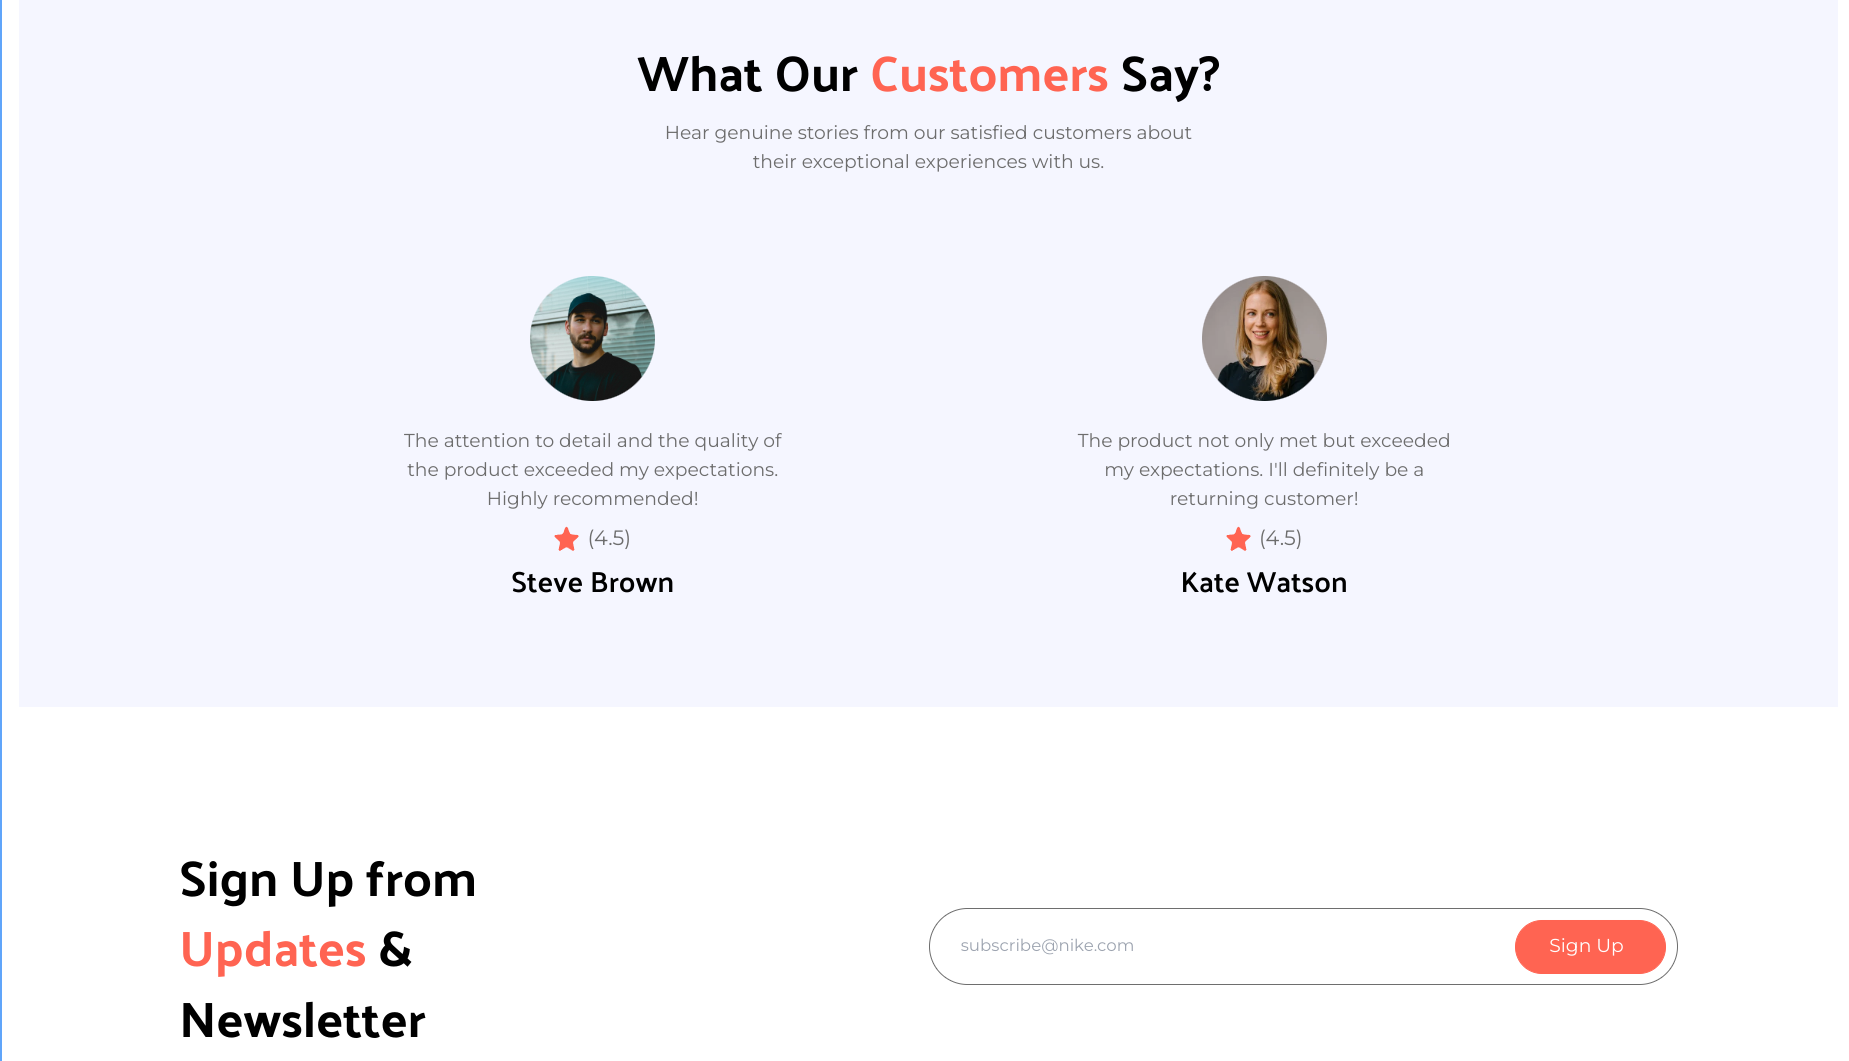 What Our Customers Say?
Hear genuine stories from our satisfied customers about
their exceptional experiences with us.
The attention to detail and the quality of
the product exceeded my expectations.
Highly recommended!
(4.5)
Steve Brown
The product not only met but exceeded
my expectations. I'll definitely be a
returning customer!
(4.5)
Kate Watson
Sign Up from
Updates &
Newsletter
subscribe@nike.com
Sign Up